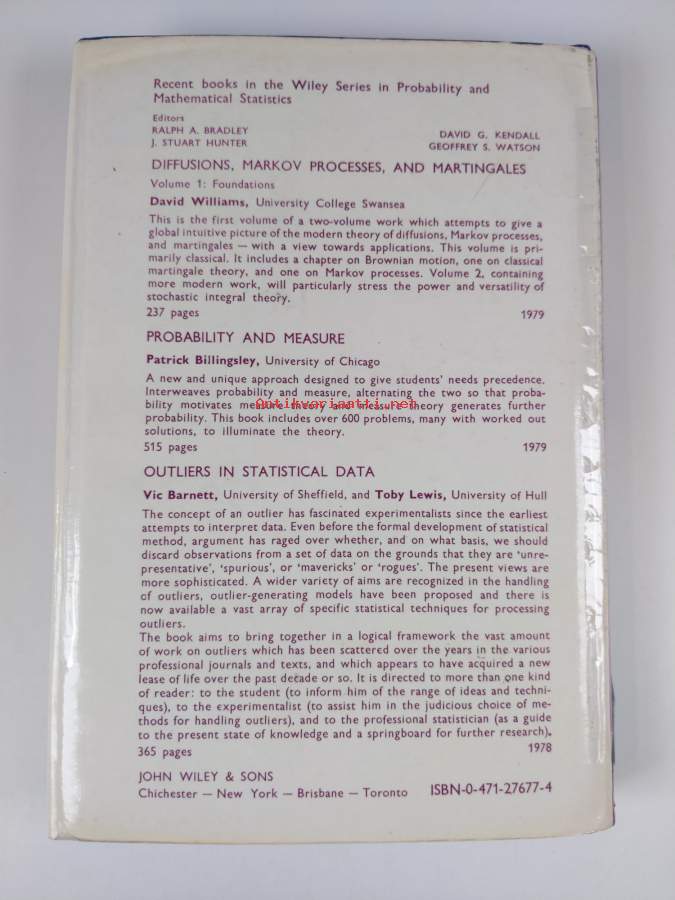 Recent books in the Wiley Series in Probability and
Mathematical Statistics
Editors
RALPH A. BRADLEY DAVID G. KENDALL
J. STUART HUNTER GEOFFREY S. WATSON
DIFFUSIONS, MARKOV PROCESSES, AND MARTINGALES
Volume 1: Foundations
David Williams, University College Swansea
This is the first volume of a two-volume work which attempts to give a
global intuitive picture of the modern theory of diffusions, Markov processes,
and martingales — with a view towards applications. This volume is pri-
marily classical. It includes a chapter on Brownian motion, one on classical
martingale theory, and one on Markov processes. Volume 2, containing
more modern work, will particularly stress the power and versatility of
stochastic integral theory.
237 pages 1979
PROBABILITY AND MEASURE
Patrick Billingsley, University of Chicago
A new and unique approach designed to give students' needs precedence.
Interweaves probability and measure, alternating the two so that proba-
bility motivates measure theory and measure theory generates further
Antikvariaatti.net
probability. This book includes over 600 problems, many with worked out
solutions, to illuminate the theory.
515 pages 1979
OUTLIERS IN STATISTICAL DATA
Vic Barnett, University of Sheffield, and Toby Lewis, University of Hull
The concept of an outlier has fascinated experimentalists since the earliest
attempts to interpret data. Even before the formal development of statistical
method, argument has raged over whether, and on what basis, we should
discard observations from a set of data on the grounds that they are 'unre-
presentative', 'spurious', or 'mavericks' or 'rogues'. The present views are
more sophisticated. A wider variety of aims are recognized in the handling
of outliers, outlier-generating models have been proposed and there is
now available a vast array of specific statistical techniques for processing
outliers.
The book aims to bring together in a logical framework the vast amount
of work on outliers which has been scattered over the years in the various
professional journals and texts, and which appears to have acquired a new
lease of life over the past decade or so. It is directed to more than one kind
of reader: to the student (to inform him of the range of ideas and techni-
ques), to the experimentalist (to assist him in the judicious choice of me-
thods for handling outliers), and to the professional statistician (as a guide
to the present state of knowledge and a springboard for further research).
365 pages 1978
JOHN WILEY & SONS
Chichester — New York — Brisbane — Toronto ISBN-0-471-27677-4